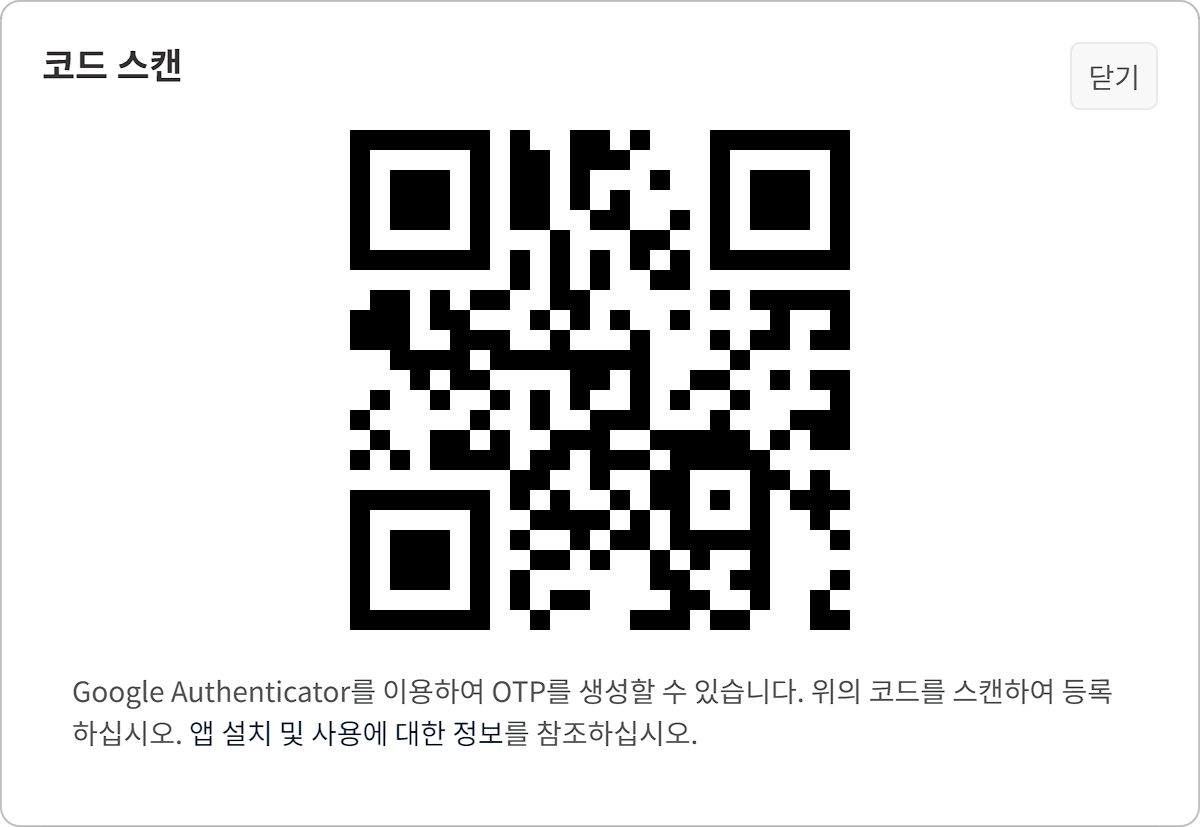 코드 스캔
닫기
Google Authenticator를 이용하여 OTP를 생성할 수 있습니다. 위의 코드를 스캔하여 등록
하십시오. 앱 설치 및 사용에 대한 정보를 참조하십시오.